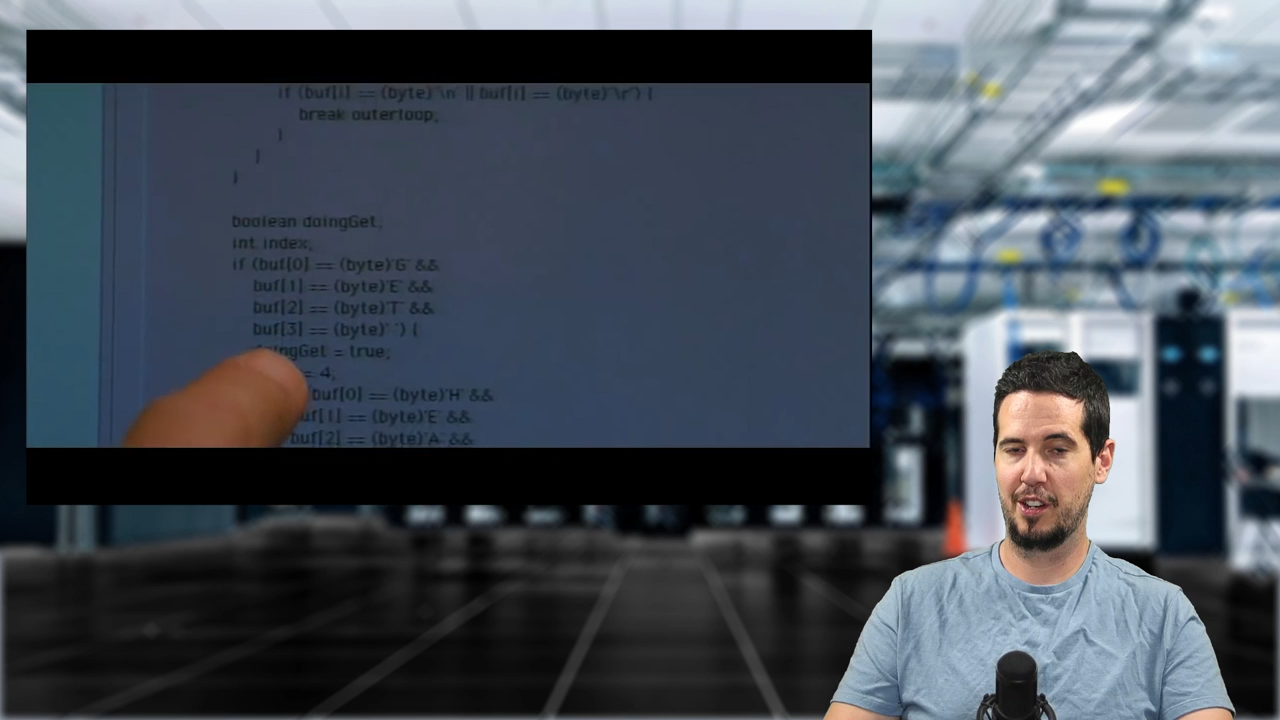 if (buf[i] == (byte)'\n' || buf[i] == (byte)'\r') {
break outerloop;
}
}
}
boolean doingGet;
int index;
if (buf[0] == (byte)'G' &&
buf[1] == (byte)'E' &&
buf[2] == (byte)'T' &&
buf[3] == (byte)' ') {
doingGet = true;
= 4;
buf[0] == (byte)'H' &&
buf[1] == (byte)'E' &&
buf[2] == (byte)'A' &&